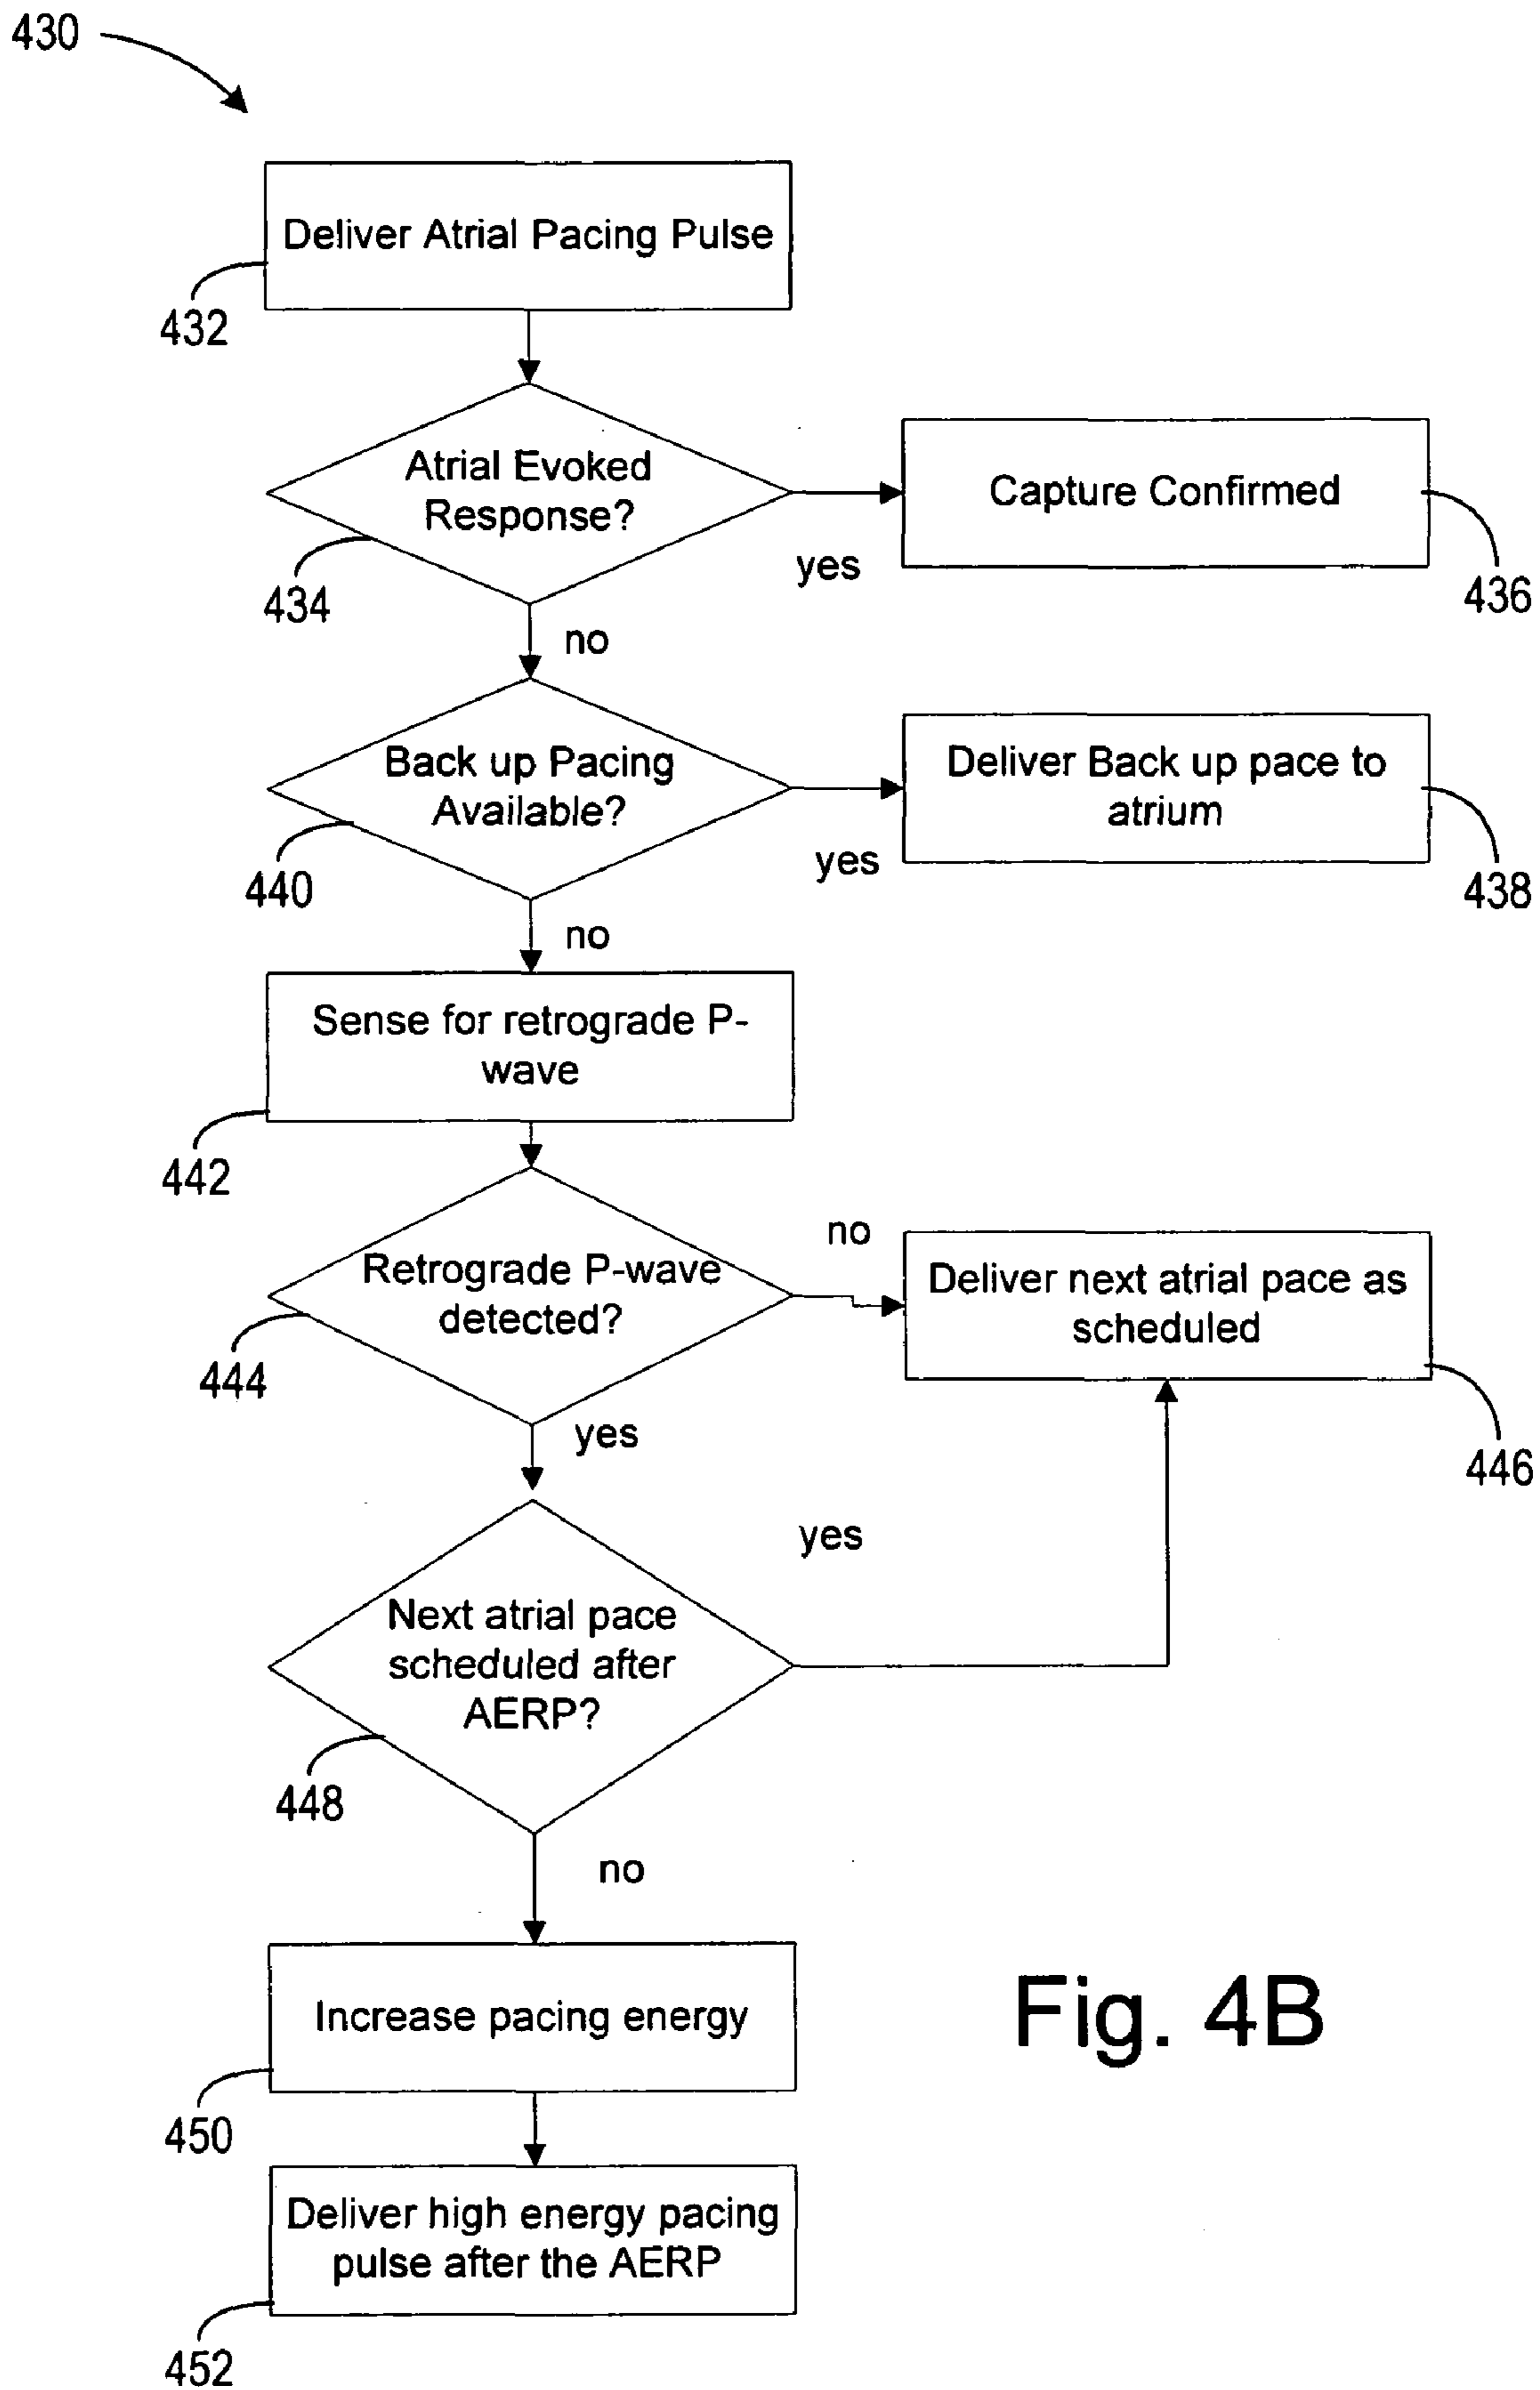 430
Deliver Atrial Pacing Pulse
432
Atrial Evoked
Response?
434
yes
Capture Confirmed
436
no
Back up Pacing
Available?
440
yes
Deliver Back up pace to
atrium
438
no
Sense for retrograde P-
wave
442
Retrograde P-wave
detected?
444
no
Deliver next atrial pace as
scheduled
446
yes
Next atrial pace
scheduled after
AERP?
448
yes
no
Increase pacing energy
450
Deliver high energy pacing
pulse after the AERP
452
Fig. 4B